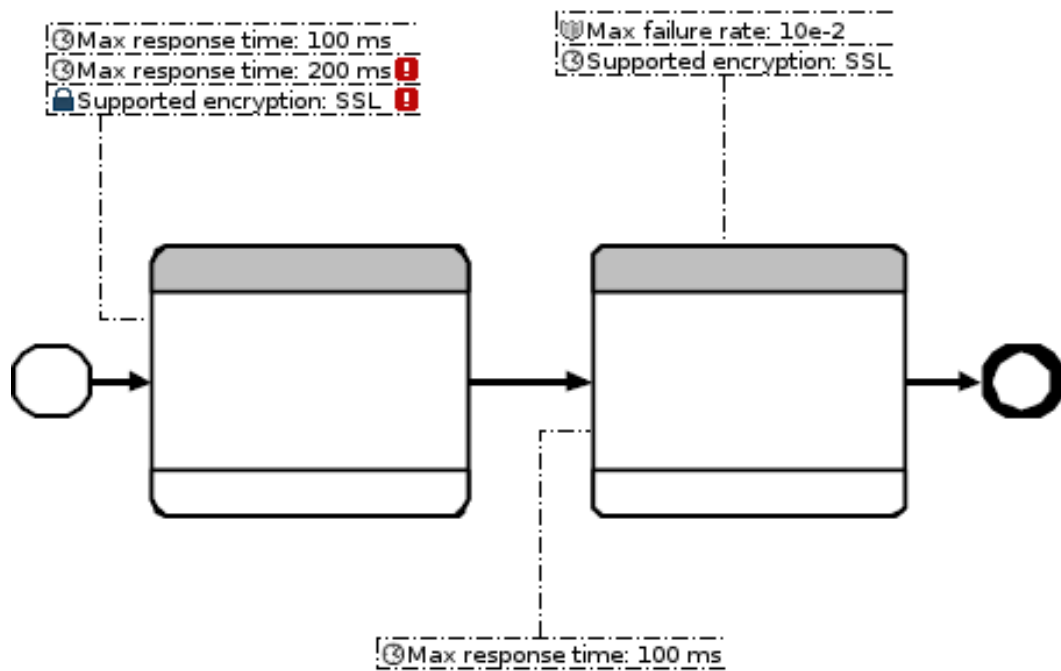 Max response time: 100 ms
Max response time: 200 ms
Supported encryption: SSL
Max failure rate: 10e-2
Supported encryption: SSL
Max response time: 100 ms